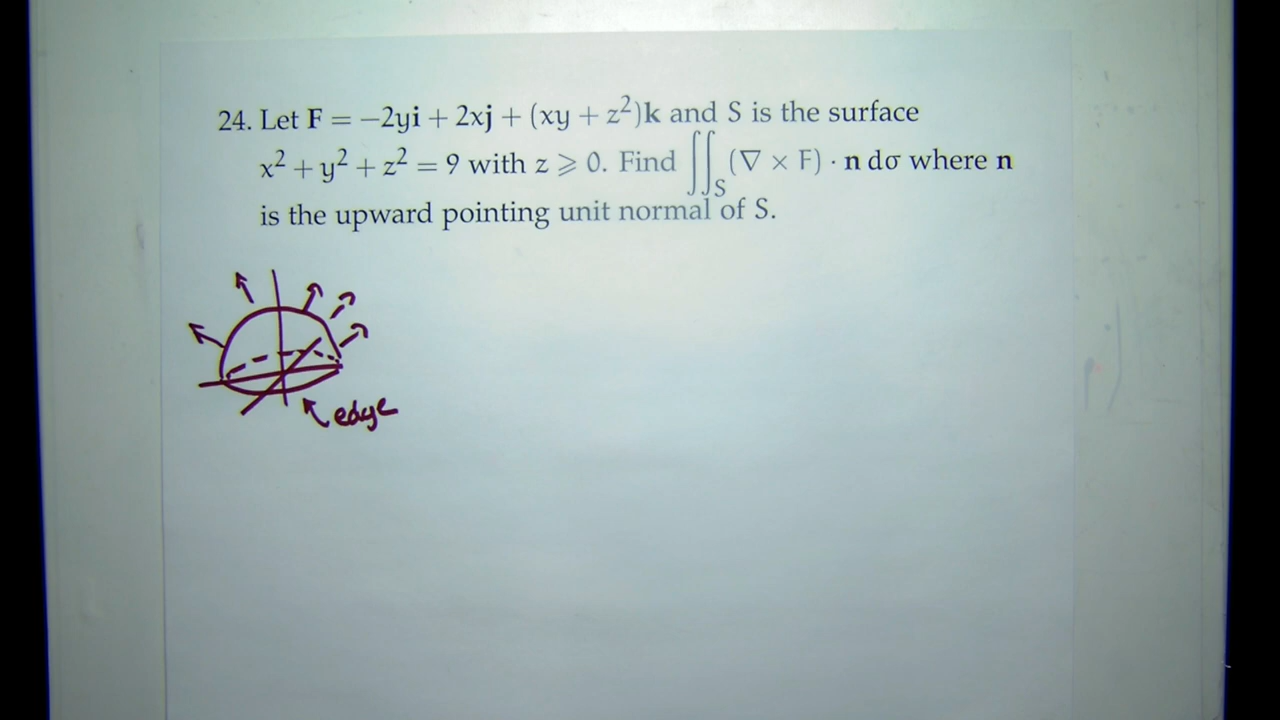 24. Let F = −2yi + 2xj + (xy + z²)k and S is the surface
x² + y² + z² = 9 with z ⩾ 0. Find ∬_S (∇ × F) · n dσ where n
is the upward pointing unit normal of S.
edge